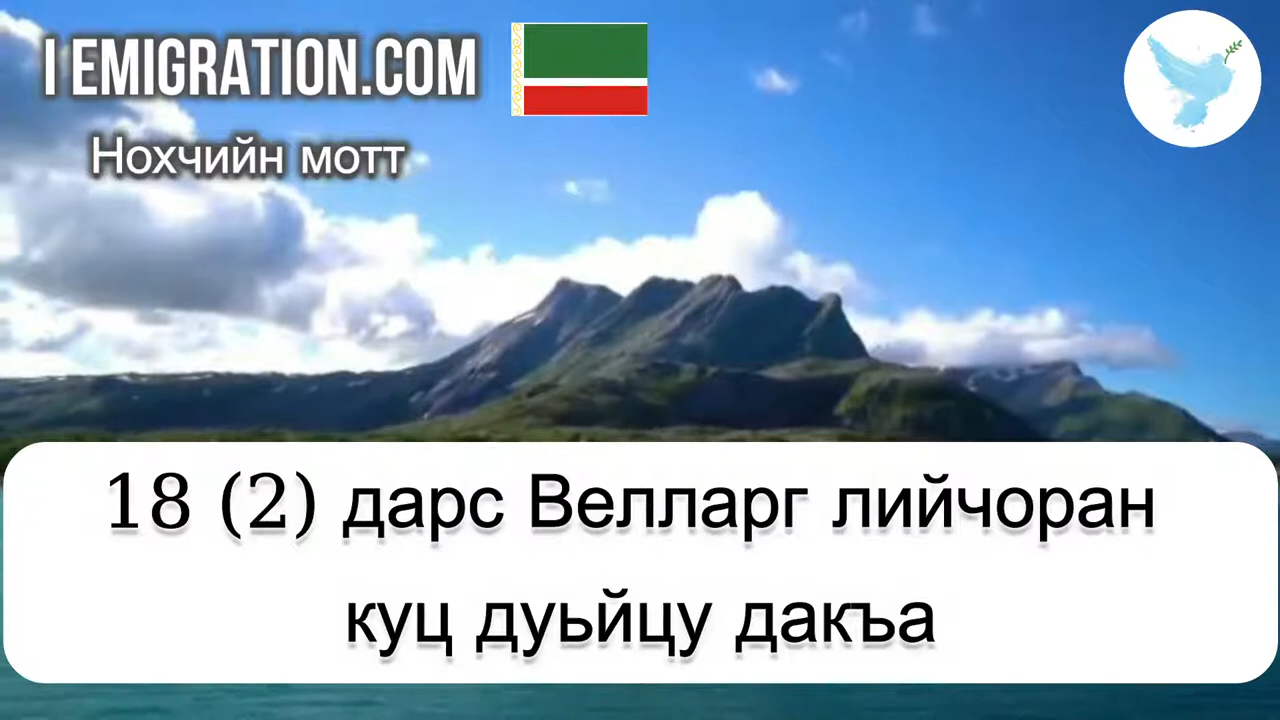 I EMIGRATION.COM
Нохчийн мотт
18 (2) дарс Велларг лийчоран
куц дуьйцу дакъа